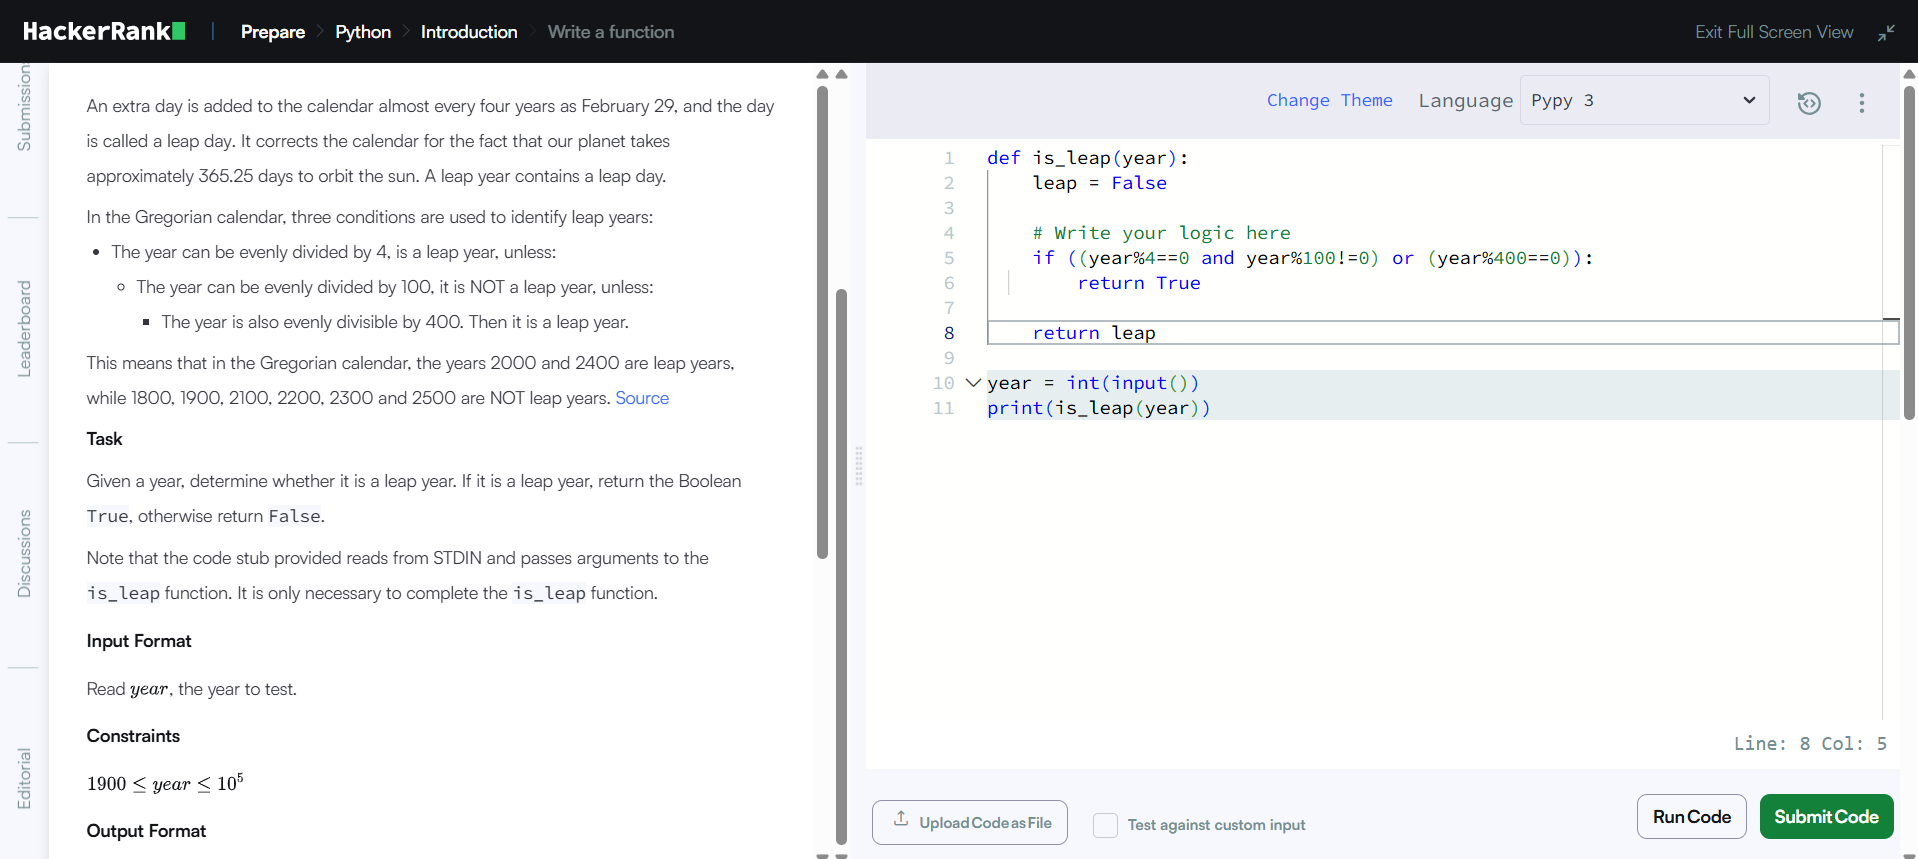 HackerRank
Prepare
Python
Introduction
Write a function
Exit Full Screen View
Submissions
Leaderboard
Discussions
Editorial
An extra day is added to the calendar almost every four years as February 29, and the day
is called a leap day. It corrects the calendar for the fact that our planet takes
approximately 365.25 days to orbit the sun. A leap year contains a leap day.
In the Gregorian calendar, three conditions are used to identify leap years:
• The year can be evenly divided by 4, is a leap year, unless:
◦ The year can be evenly divided by 100, it is NOT a leap year, unless:
▪ The year is also evenly divisible by 400. Then it is a leap year.
This means that in the Gregorian calendar, the years 2000 and 2400 are leap years,
while 1800, 1900, 2100, 2200, 2300 and 2500 are NOT leap years. Source
Task
Given a year, determine whether it is a leap year. If it is a leap year, return the Boolean
True, otherwise return False.
Note that the code stub provided reads from STDIN and passes arguments to the
is_leap function. It is only necessary to complete the is_leap function.
Input Format
Read year, the year to test.
Constraints
1900 ≤ year ≤ 10⁵
Output Format
Change Theme
Language
Pypy 3
1 def is_leap(year):
2     leap = False
3
4     # Write your logic here
5     if ((year%4==0 and year%100!=0) or (year%400==0)):
6         return True
7
8     return leap
9
10 year = int(input())
11 print(is_leap(year))
Line: 8 Col: 5
Upload Code as File
Test against custom input
Run Code
Submit Code